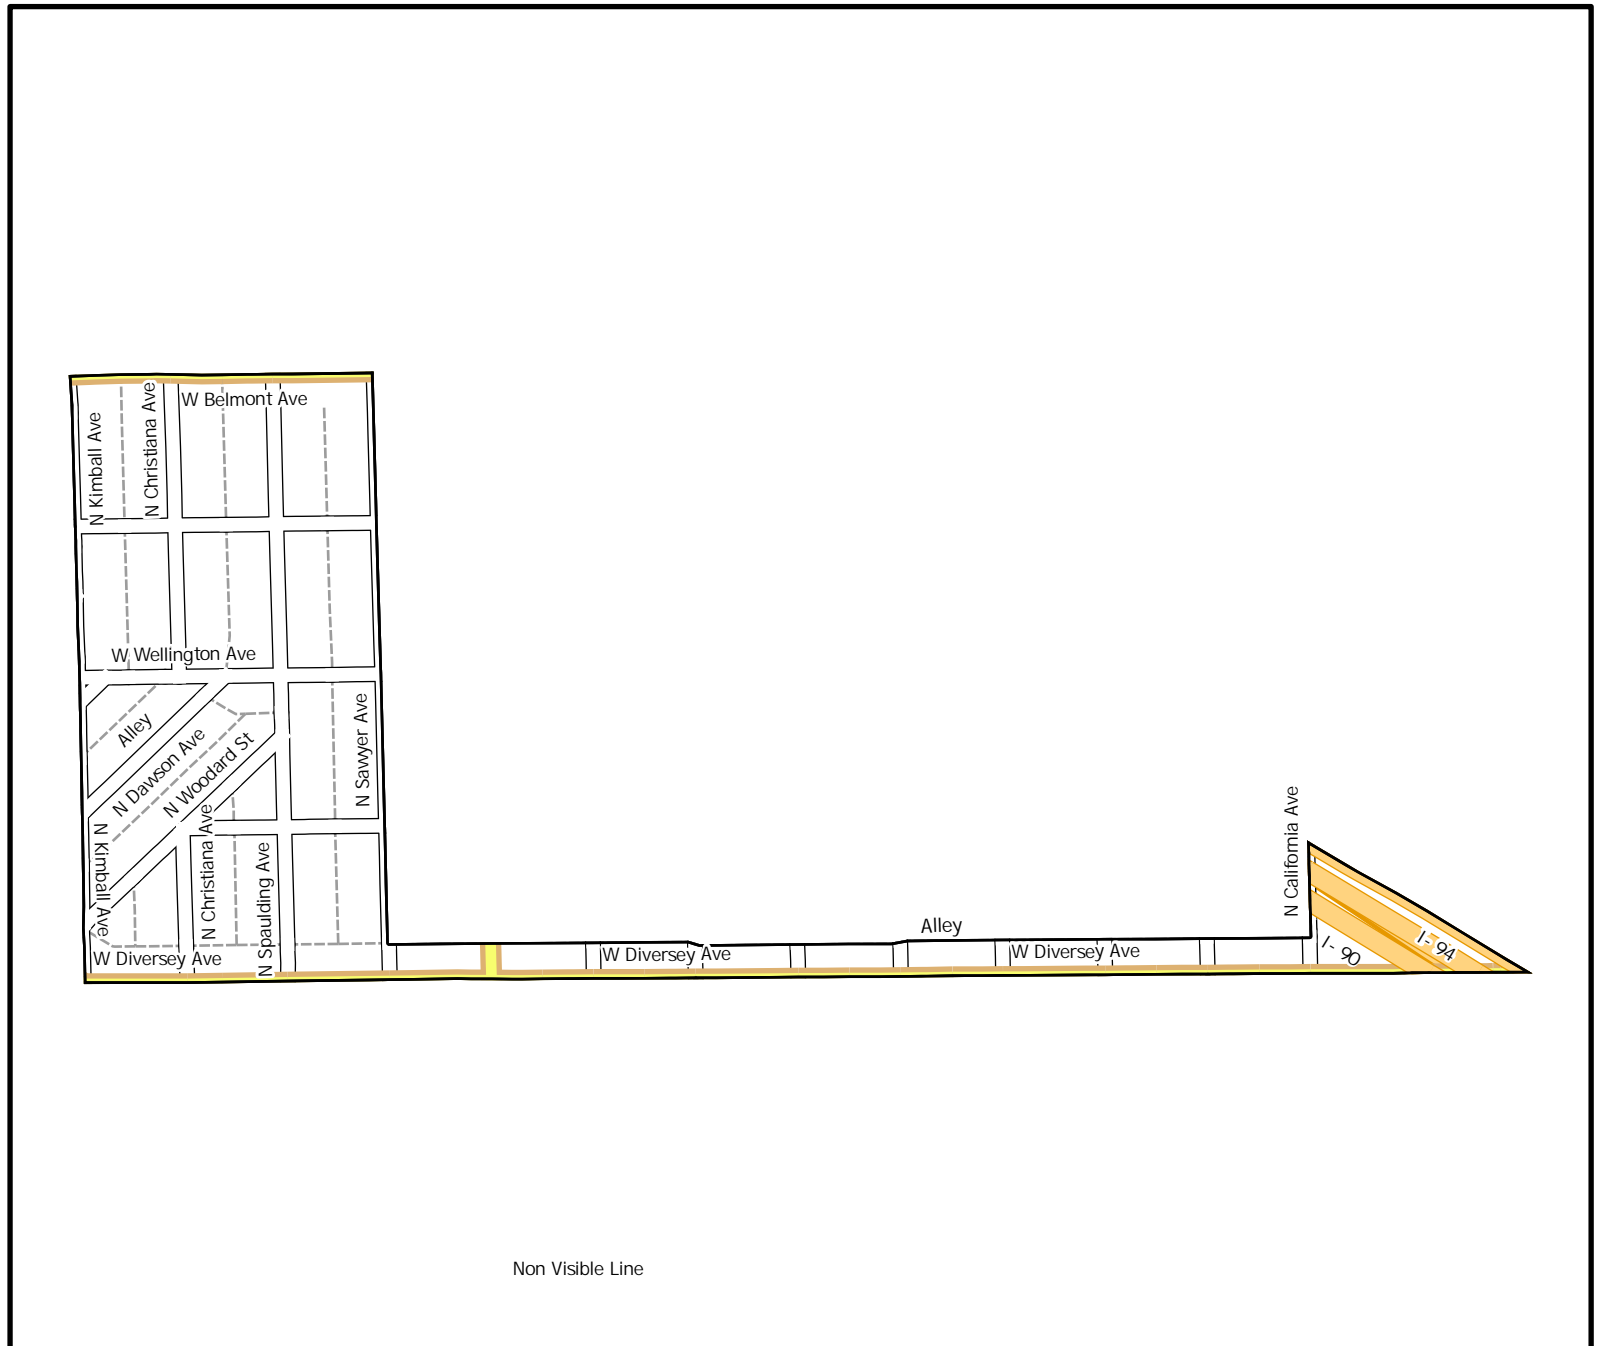 W Belmont Ave
N Kimball Ave
N Christiana Ave
W Wellington Ave
Alley
N Dawson Ave
N Woodard St
N Sawyer Ave
N Kimball Ave
N Christiana Ave
N Spaulding Ave
W Diversey Ave
W Diversey Ave
Alley
W Diversey Ave
N California Ave
I- 90
I- 94
Non Visible Line